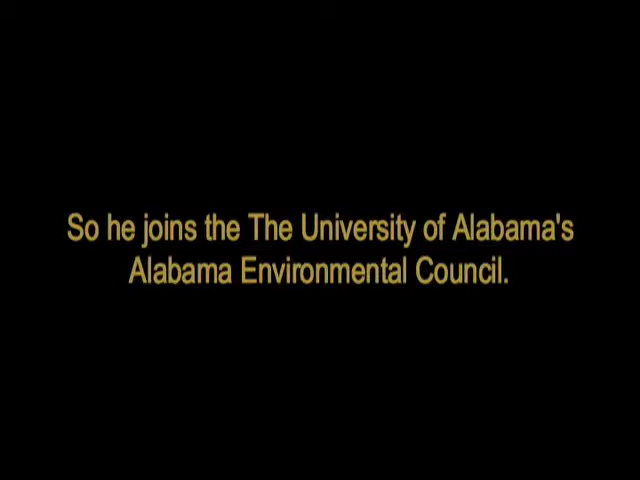 So he joins the The University of Alabama's
Alabama Environmental Council.